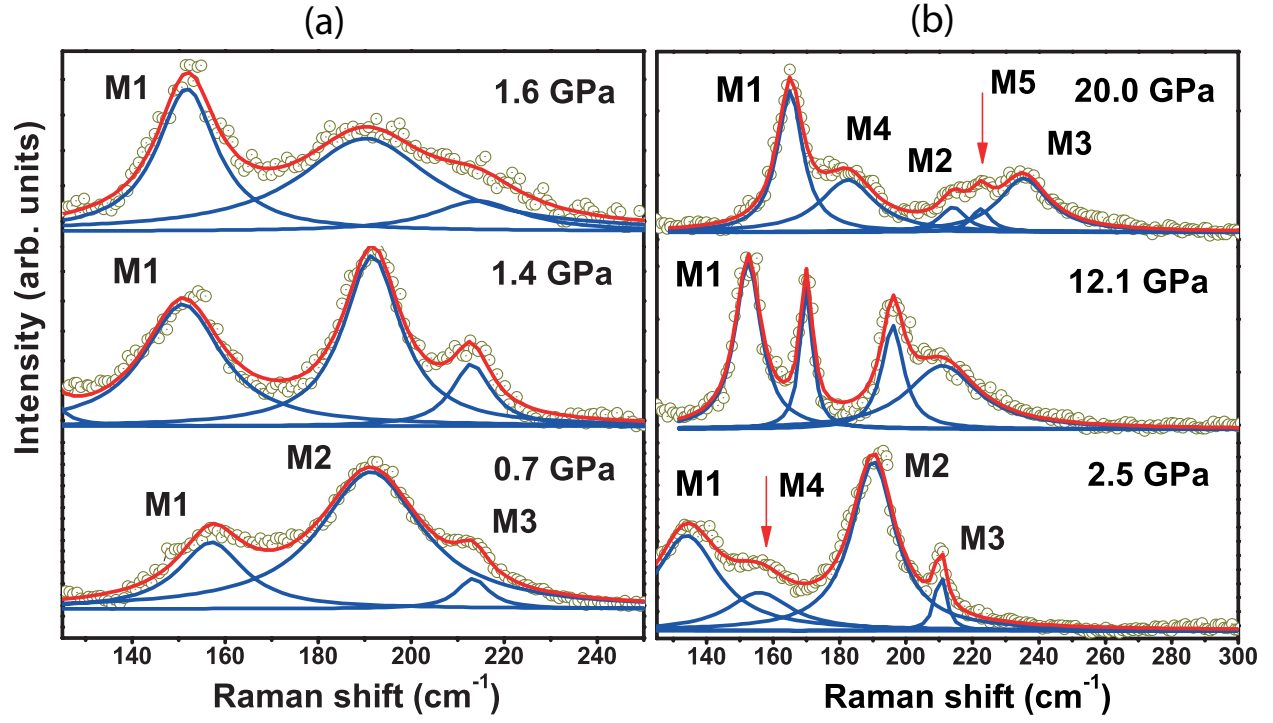 (a)
(b)
M1
1.6 GPa
M1
1.4 GPa
M1
M2
M3
0.7 GPa
M1
M4
M2
M5
M3
20.0 GPa
M1
12.1 GPa
M1
M4
M2
M3
2.5 GPa
Intensity (arb. units)
140 160 180 200 220 240
140 160 180 200 220 240 260 280 300
Raman shift (cm⁻¹)
Raman shift (cm⁻¹)